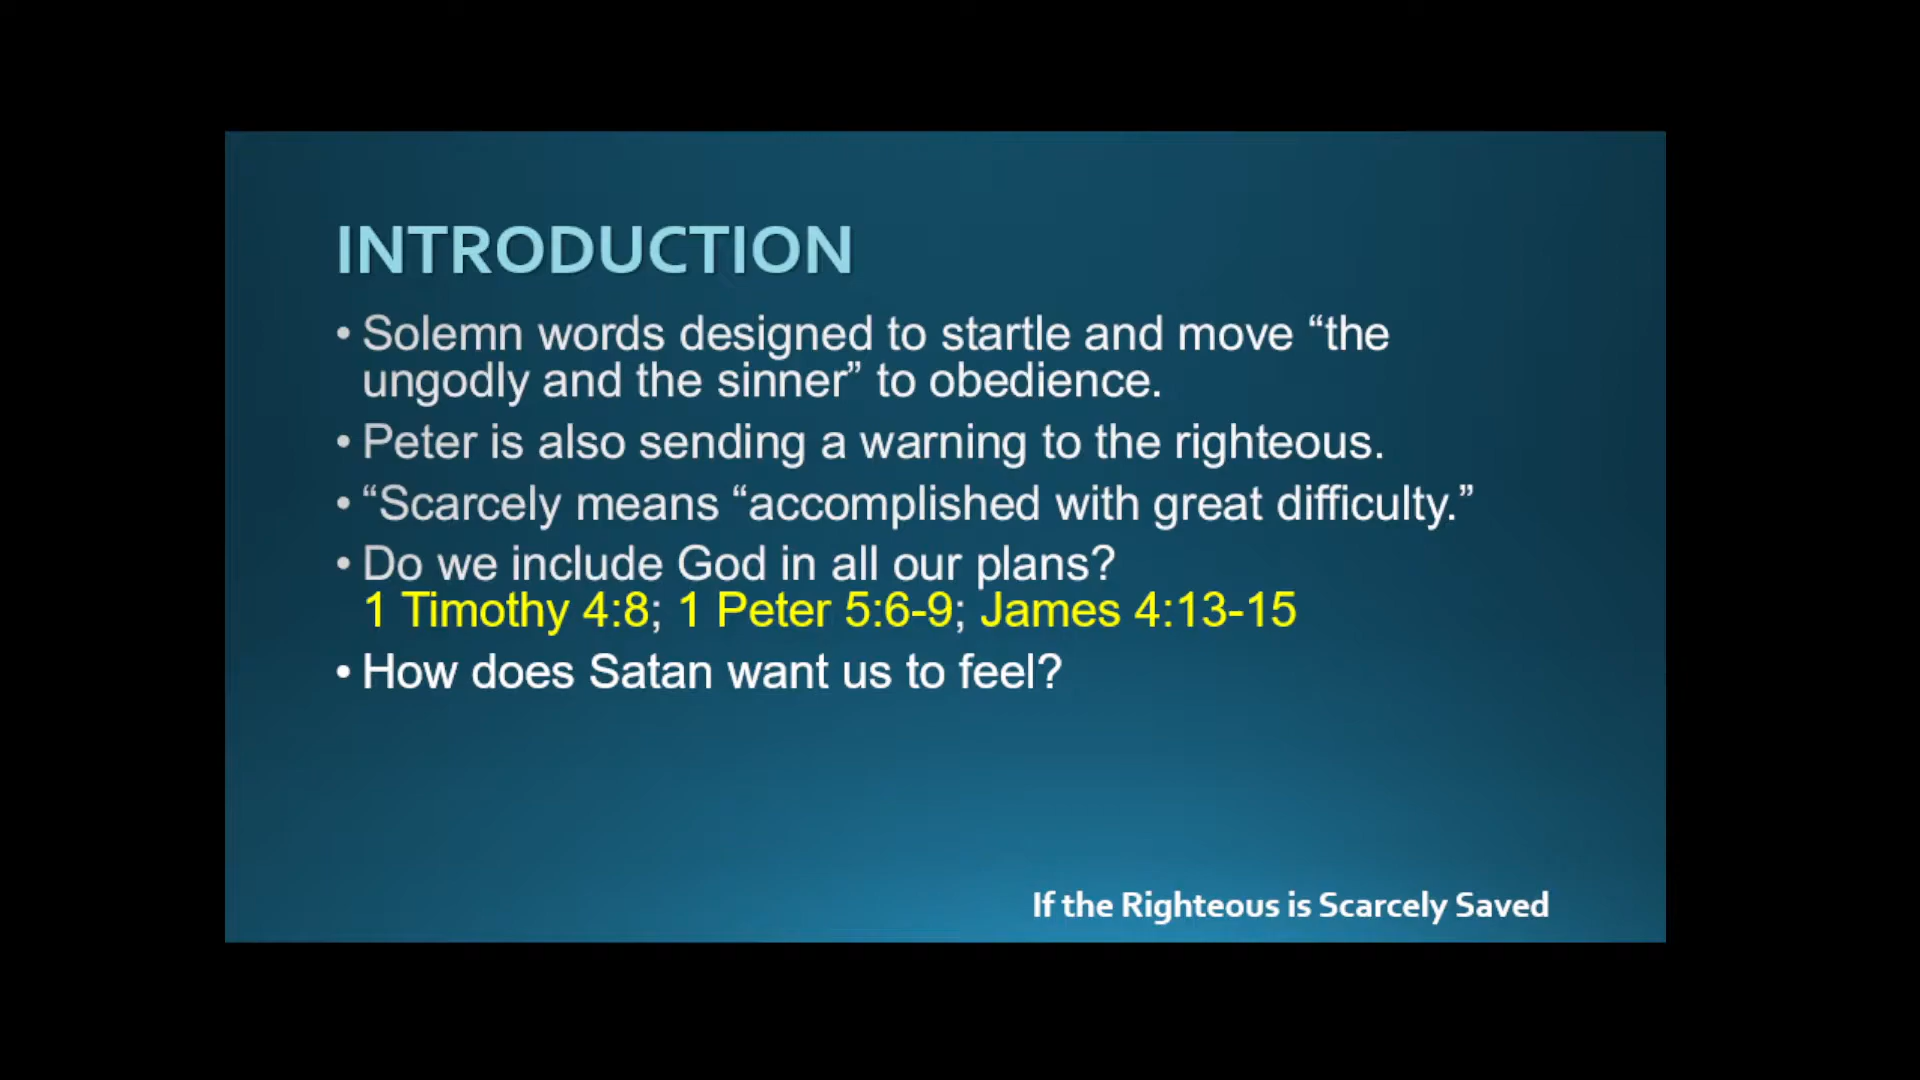 INTRODUCTION
• Solemn words designed to startle and move “the
ungodly and the sinner” to obedience.
• Peter is also sending a warning to the righteous.
• “Scarcely means “accomplished with great difficulty.”
• Do we include God in all our plans?
1 Timothy 4:8; 1 Peter 5:6-9; James 4:13-15
• How does Satan want us to feel?
If the Righteous is Scarcely Saved